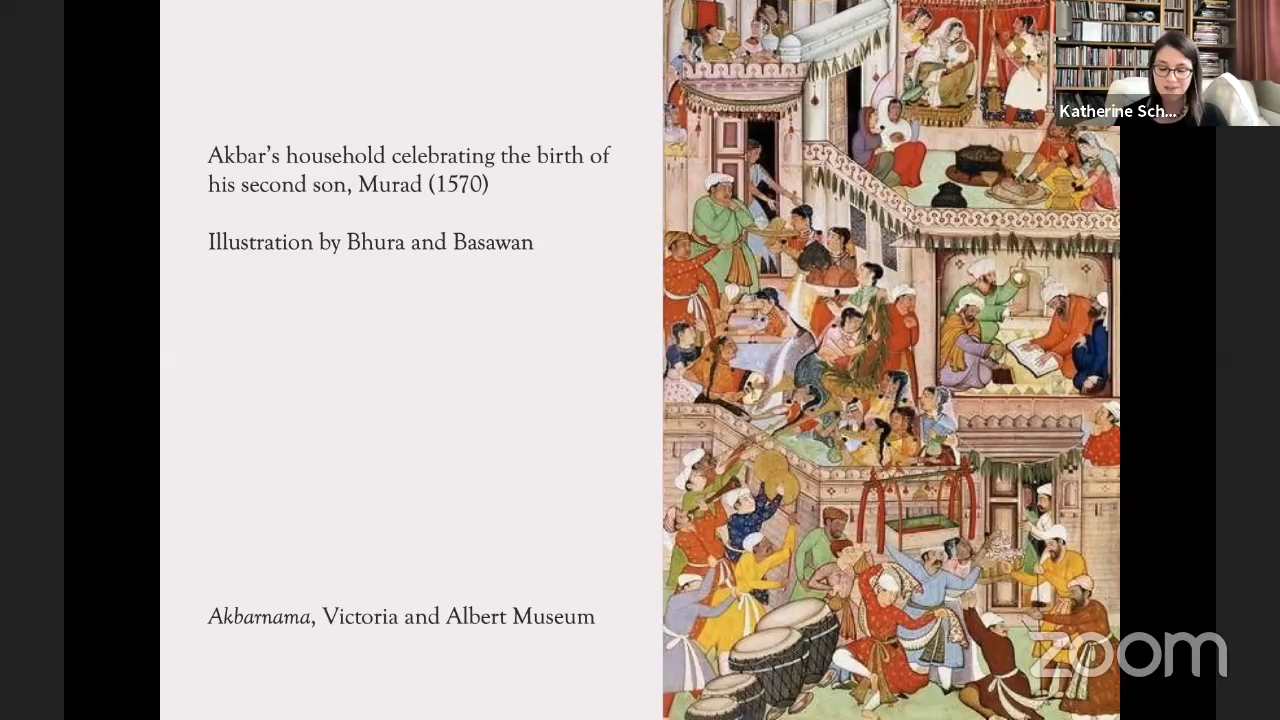 Katherine Sch...
Akbar’s household celebrating the birth of
his second son, Murad (1570)
Illustration by Bhura and Basawan
Akbarnama, Victoria and Albert Museum
zoom